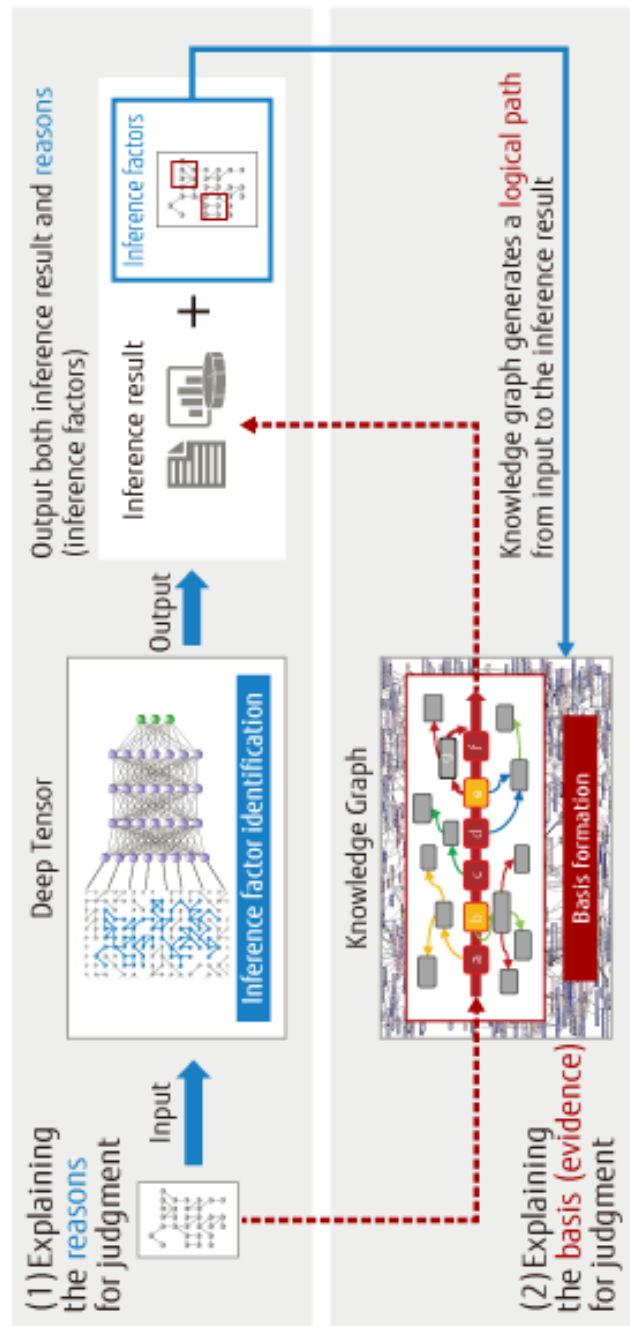 (1)Explaining
the reasons
for judgment
Input
Deep Tensor
Inference factor identification
Output
Output both inference result and reasons
(inference factors)
Inference result
+
Inference factors
(2)Explaining
the basis (evidence)
for judgment
Knowledge Graph
a
b
c
d
e
f
g
Basis formation
Knowledge graph generates a logical path
from input to the inference result